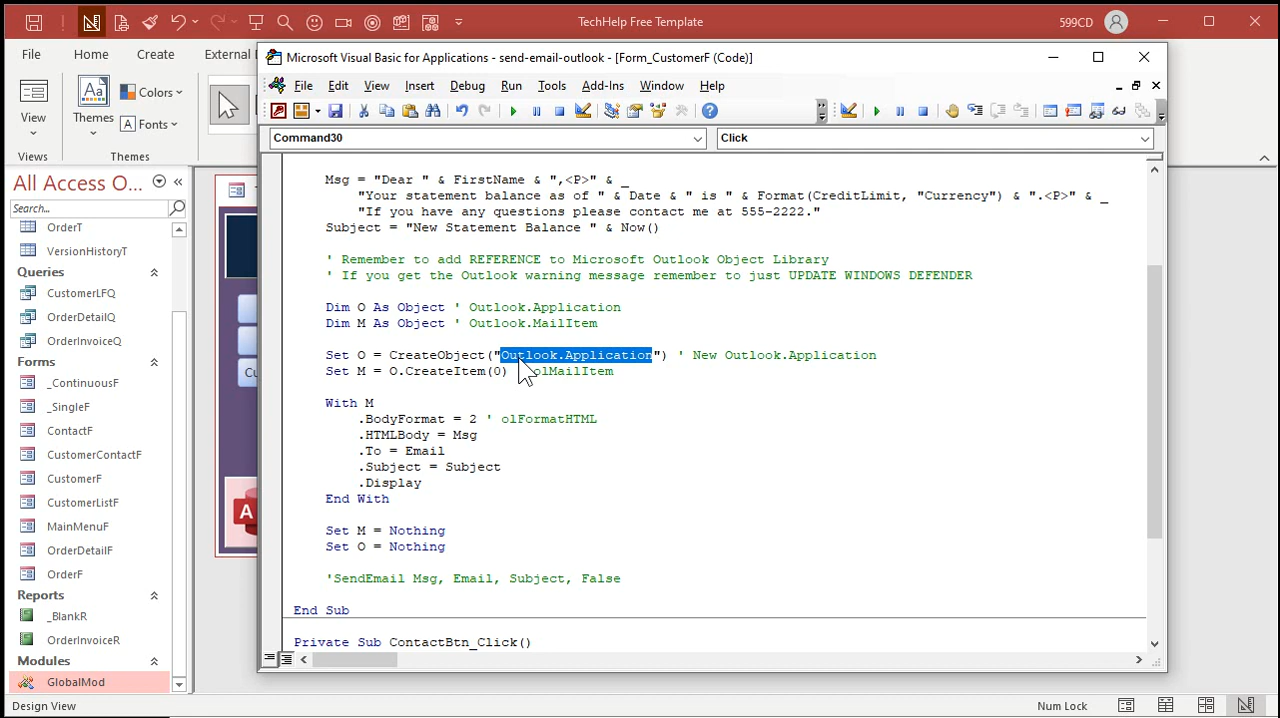 TechHelp Free Template
599CD
File
Home
Create
External
View
Views
Themes
Colors
Fonts
Themes
Microsoft Visual Basic for Applications - send-email-outlook - [Form_CustomerF (Code)]
File Edit View Insert Debug Run Tools Add-Ins Window Help
Command30
Click
Msg = "Dear " & FirstName & ",<P>" & _
"Your statement balance as of " & Date & " is " & Format(CreditLimit, "Currency") & ".<P>" & _
"If you have any questions please contact me at 555-2222."
Subject = "New Statement Balance " & Now()
' Remember to add REFERENCE to Microsoft Outlook Object Library
' If you get the Outlook warning message remember to just UPDATE WINDOWS DEFENDER
Dim O As Object ' Outlook.Application
Dim M As Object ' Outlook.MailItem
Set O = CreateObject("Outlook.Application") ' New Outlook.Application
Set M = O.CreateItem(0) olMailItem
With M
.BodyFormat = 2 ' olFormatHTML
.HTMLBody = Msg
.To = Email
.Subject = Subject
.Display
End With
Set M = Nothing
Set O = Nothing
'SendEmail Msg, Email, Subject, False
End Sub
Private Sub ContactBtn_Click()
All Access O...
Search...
OrderT
VersionHistoryT
Queries
CustomerLFQ
OrderDetailQ
OrderInvoiceQ
Forms
_ContinuousF
_SingleF
ContactF
CustomerContactF
CustomerF
CustomerListF
MainMenuF
OrderDetailF
OrderF
Reports
_BlankR
OrderInvoiceR
Modules
GlobalMod
Cu
A
Design View
Num Lock